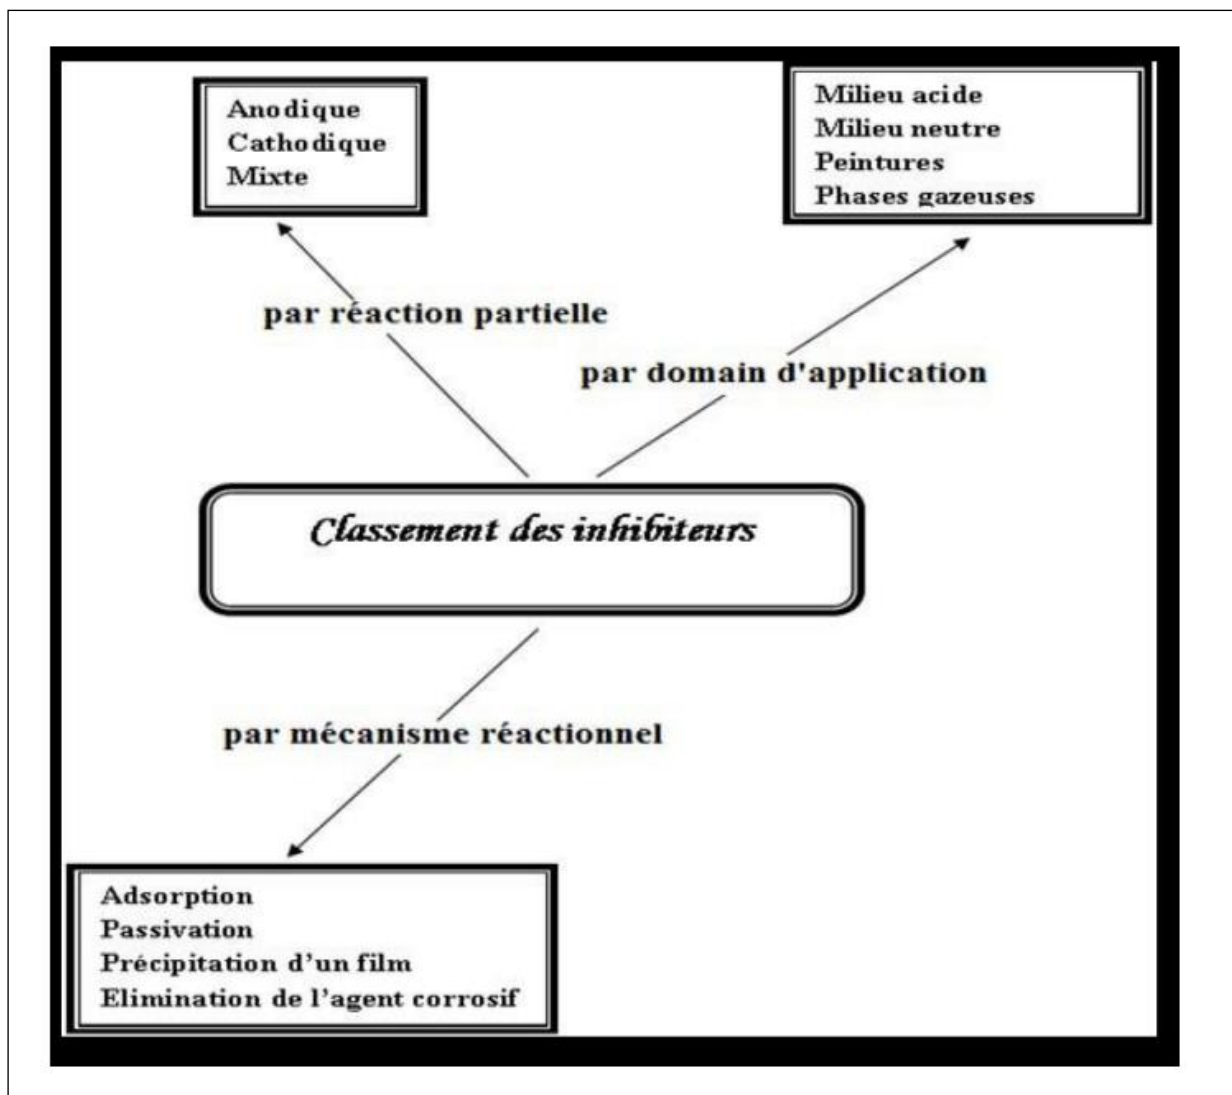 Anodique
Cathodique
Mixte
Milieu acide
Milieu neutre
Peintures
Phases gazeuses
par réaction partielle
par domain d'application
Classement des inhibiteurs
par mécanisme réactionnel
Adsorption
Passivation
Précipitation d’un film
Elimination de l’agent corrosif